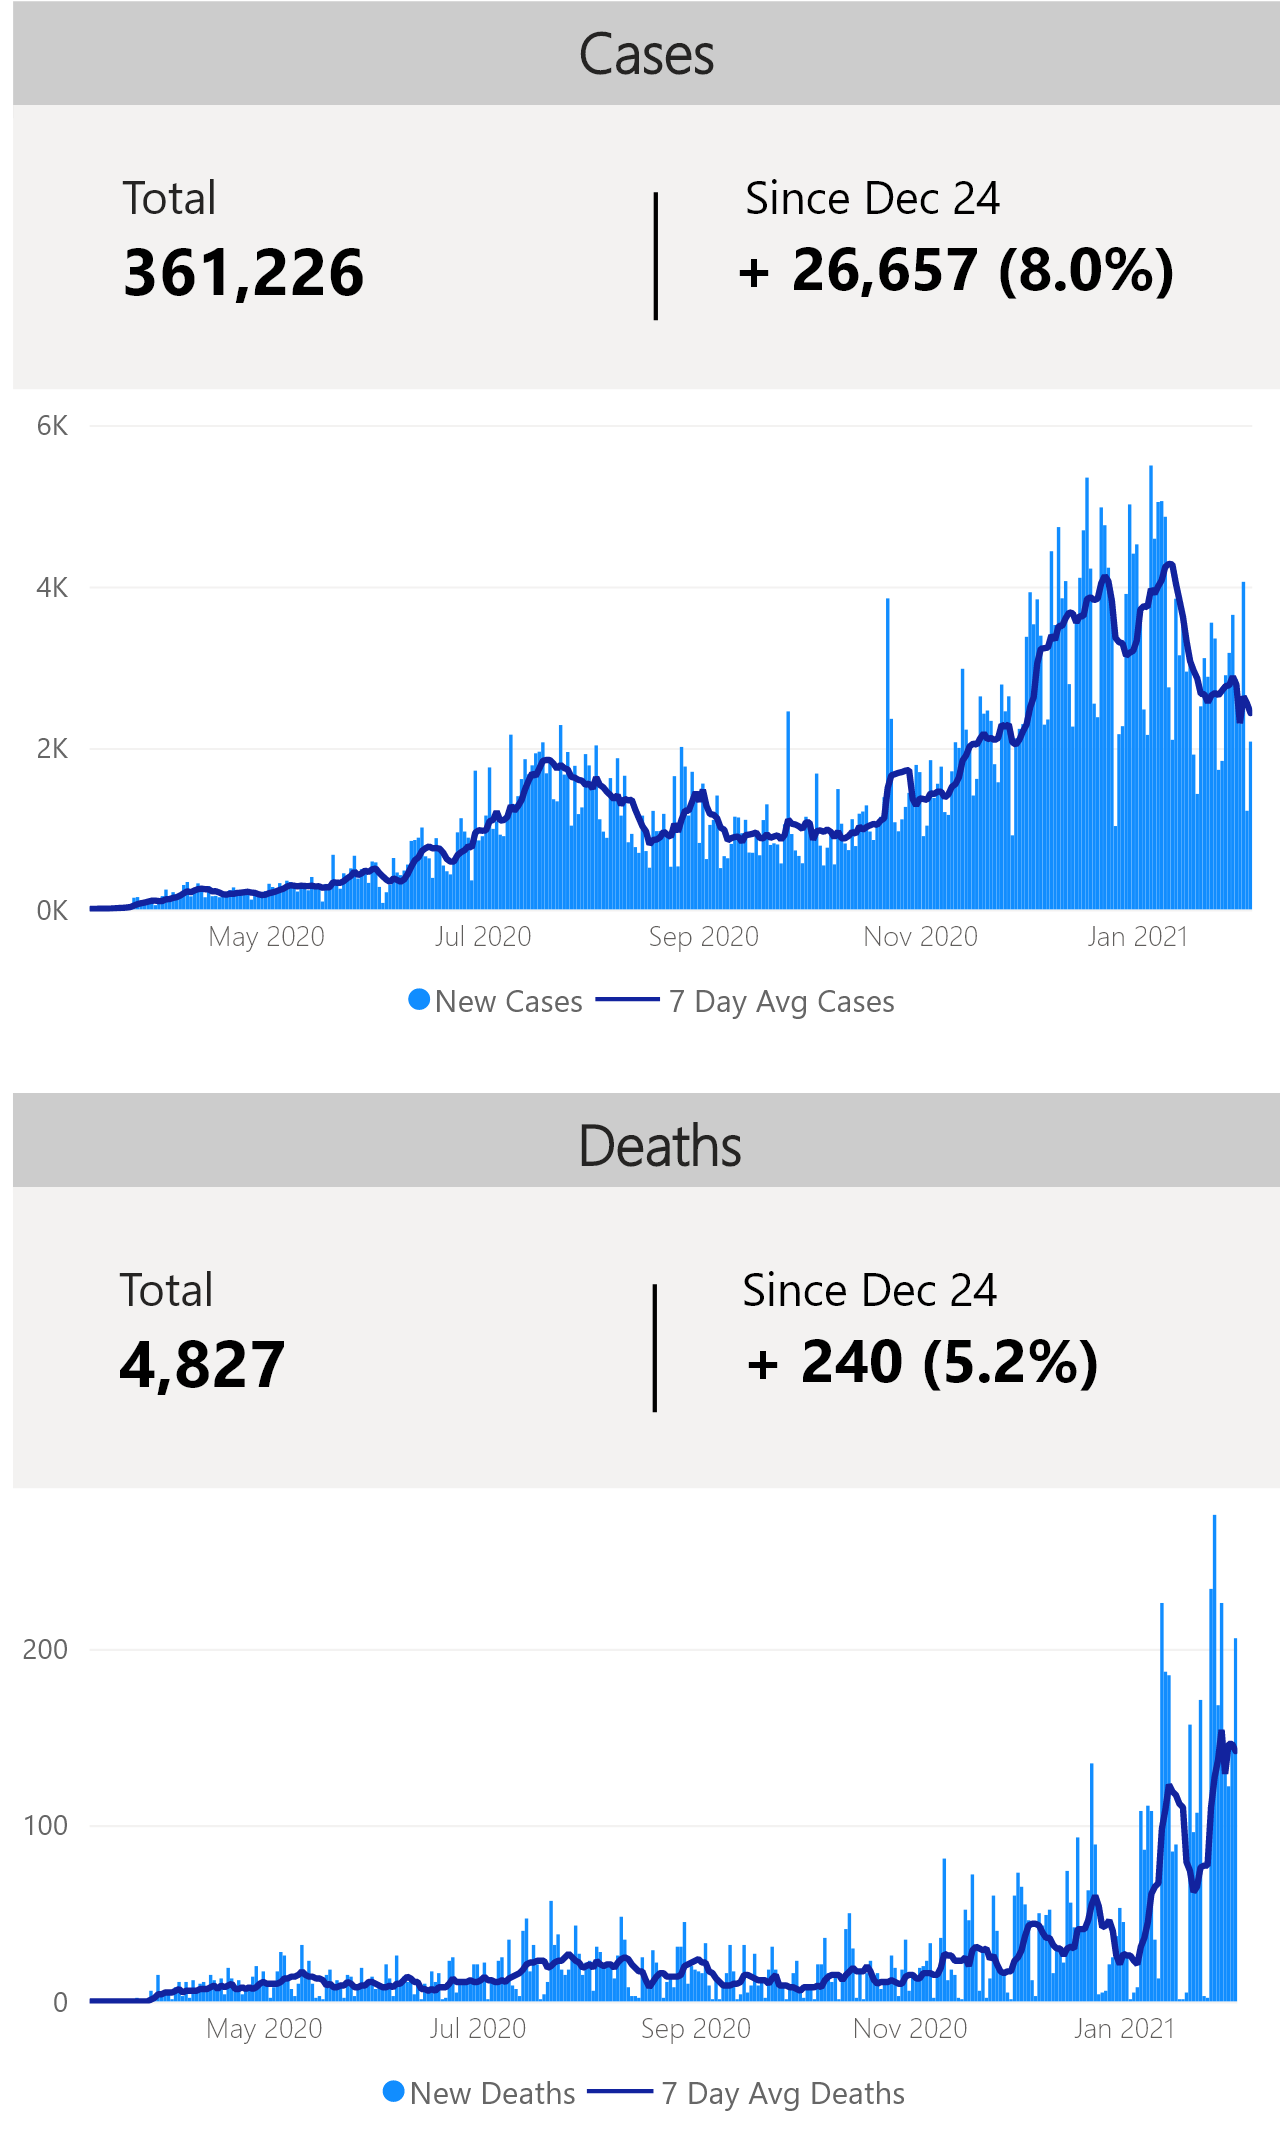 Cases
Total
Since Dec 24
361,226
+ 26,657 (8.0%)
6K
4K
2K
0K
May 2020
Jul 2020
Sep 2020
Nov 2020
Jan 2021
New Cases
7 Day Avg Cases
Deaths
Total
Since Dec 24
4,827
+ 240 (5.2%)
200
100
0
May 2020
Jul 2020
Sep 2020
Nov 2020
Jan 2021
New Deaths
7 Day Avg Deaths